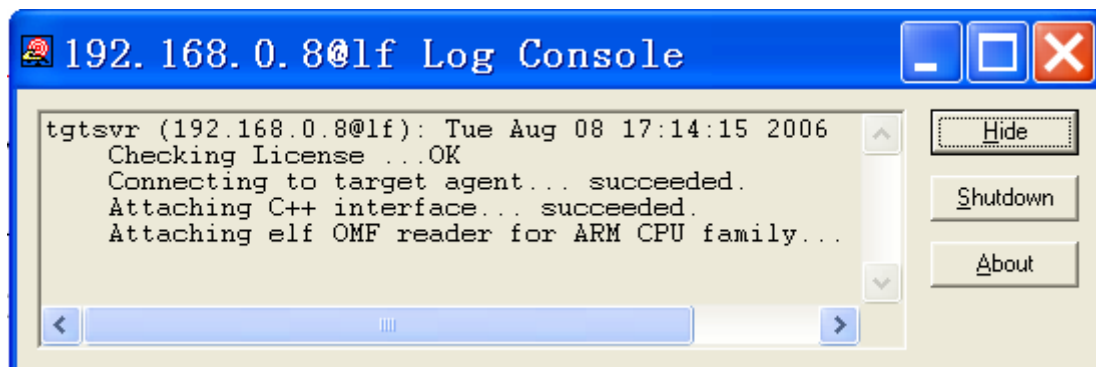 192.168.0.8@lf Log Console
tgtsvr (192.168.0.8@lf): Tue Aug 08 17:14:15 2006
Checking License ...OK
Connecting to target agent... succeeded.
Attaching C++ interface... succeeded.
Attaching elf OMF reader for ARM CPU family...
Hide
Shutdown
About